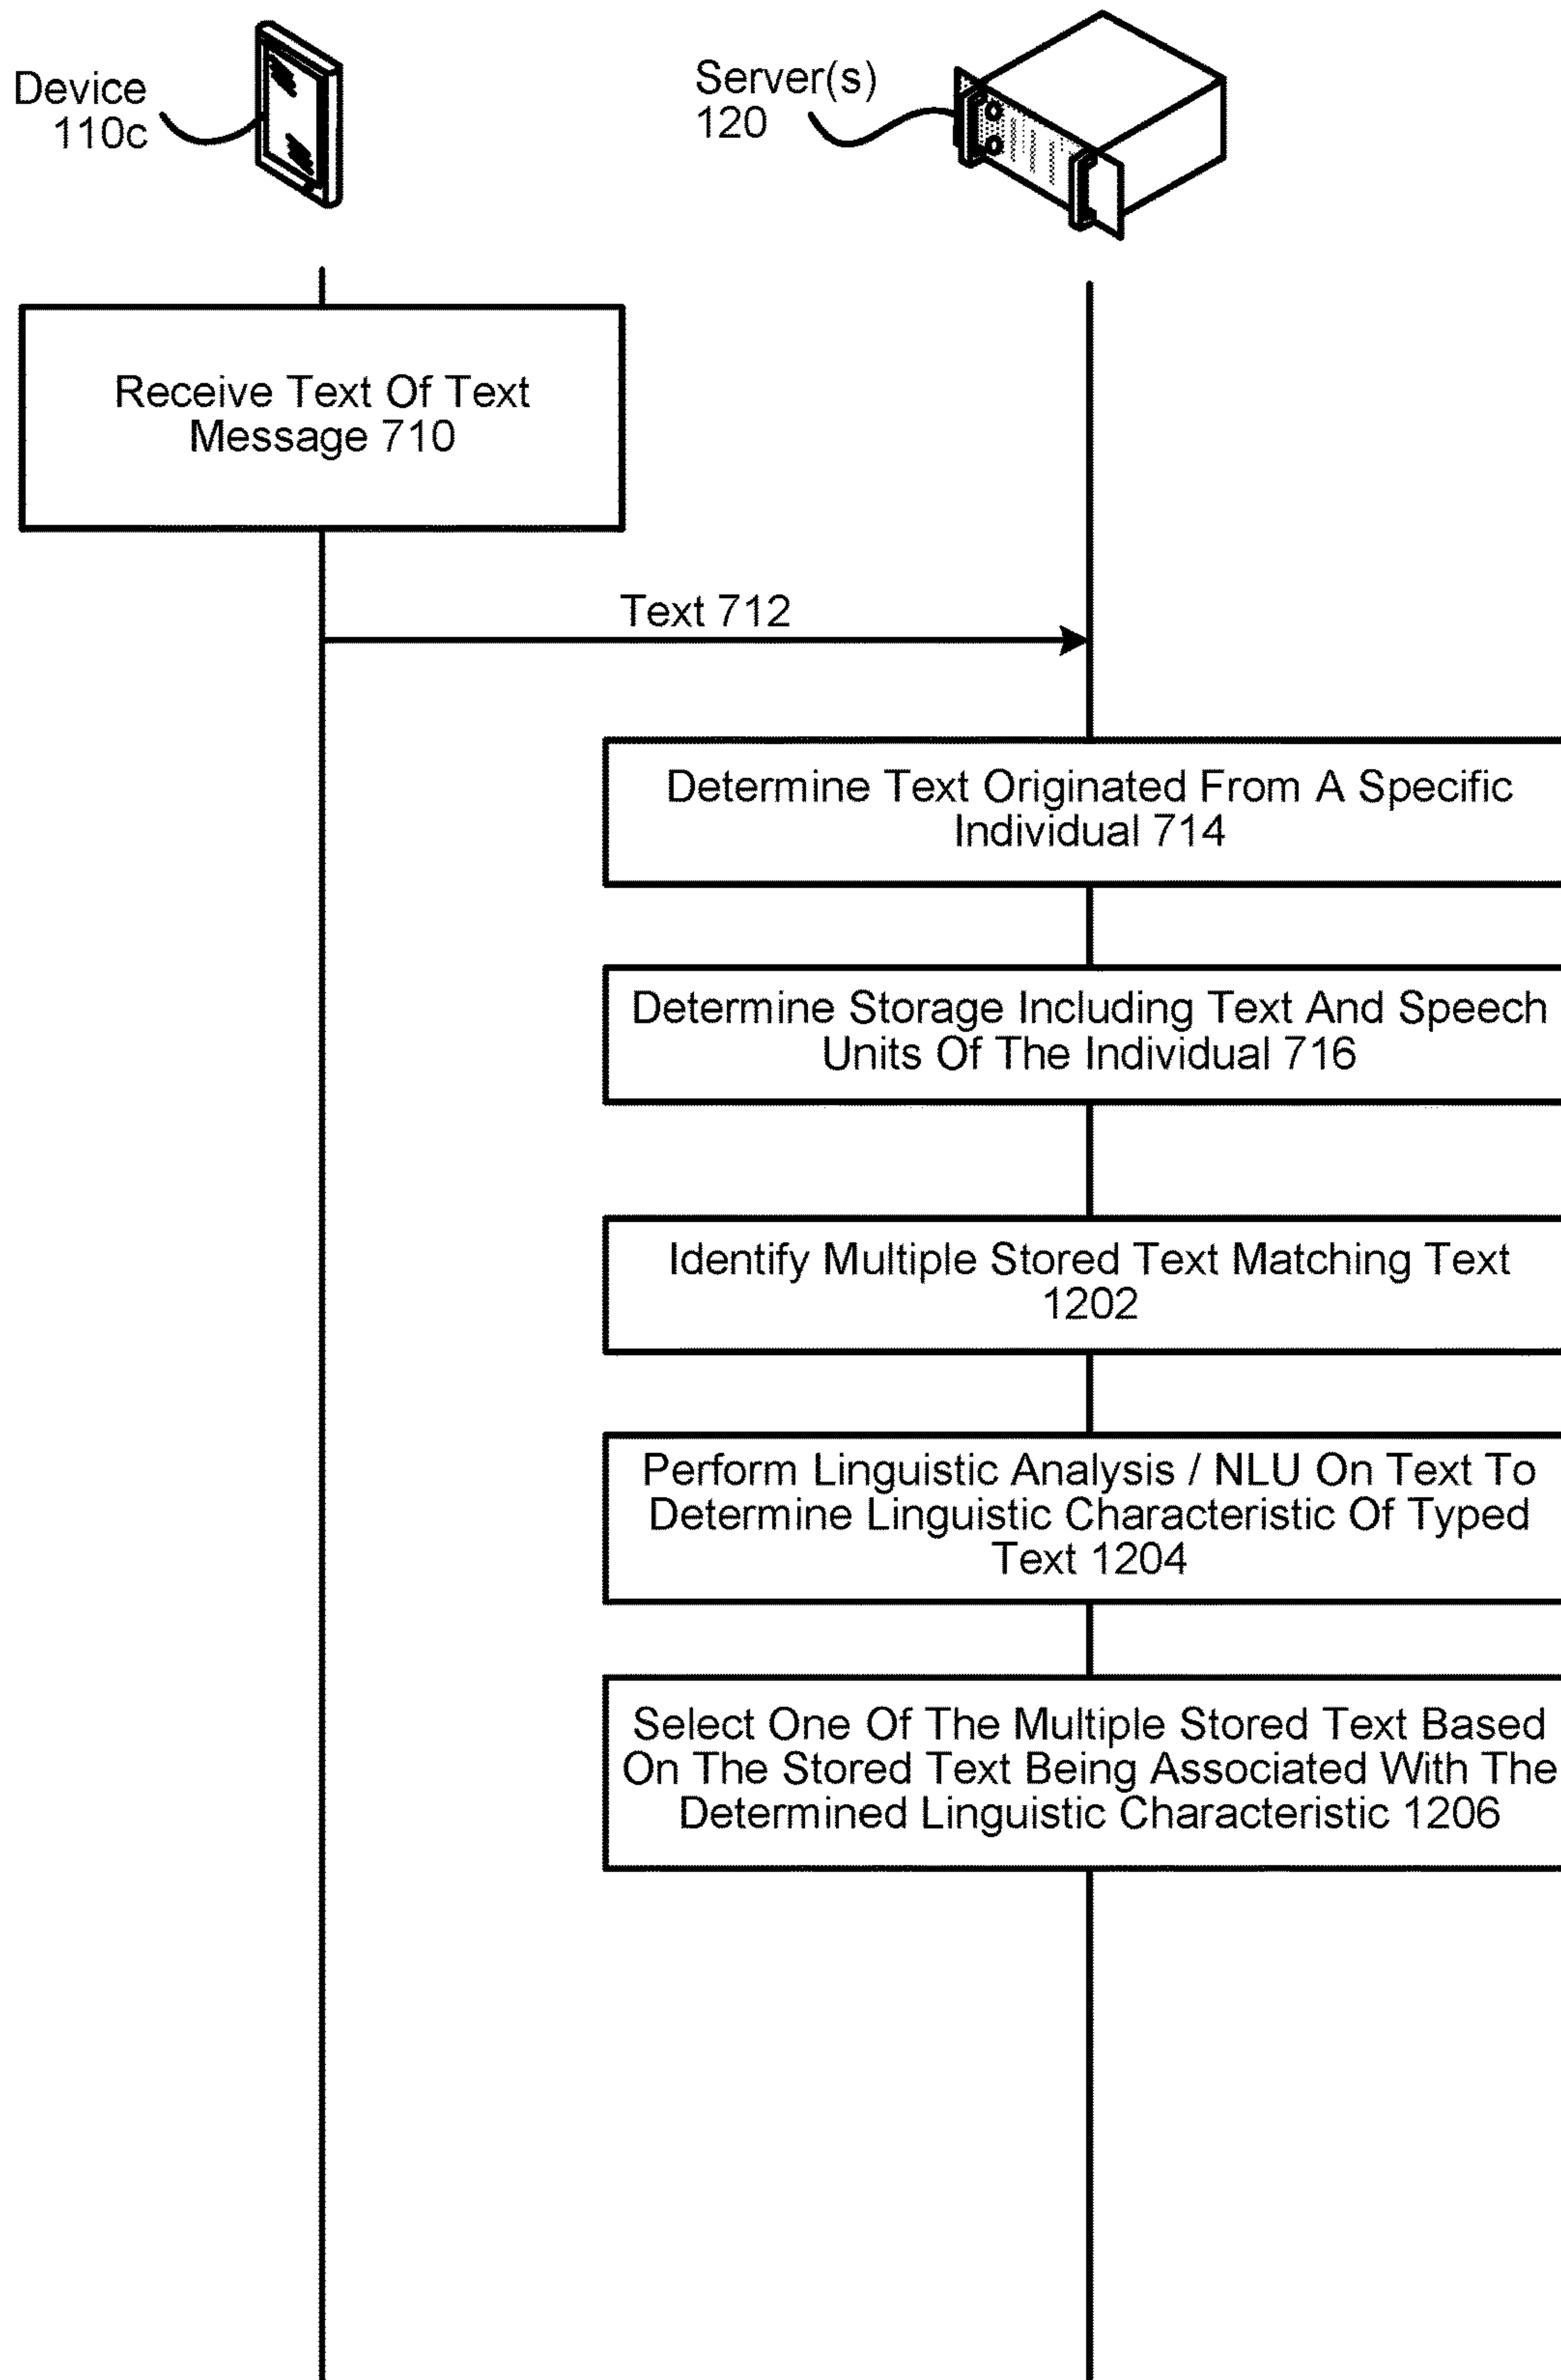 Device
110c
Server(s)
120
Receive Text Of Text
Message 710
Text 712
Determine Text Originated From A Specific
Individual 714
Determine Storage Including Text And Speech
Units Of The Individual 716
Identify Multiple Stored Text Matching Text
1202
Perform Linguistic Analysis / NLU On Text To
Determine Linguistic Characteristic Of Typed
Text 1204
Select One Of The Multiple Stored Text Based
On The Stored Text Being Associated With The
Determined Linguistic Characteristic 1206